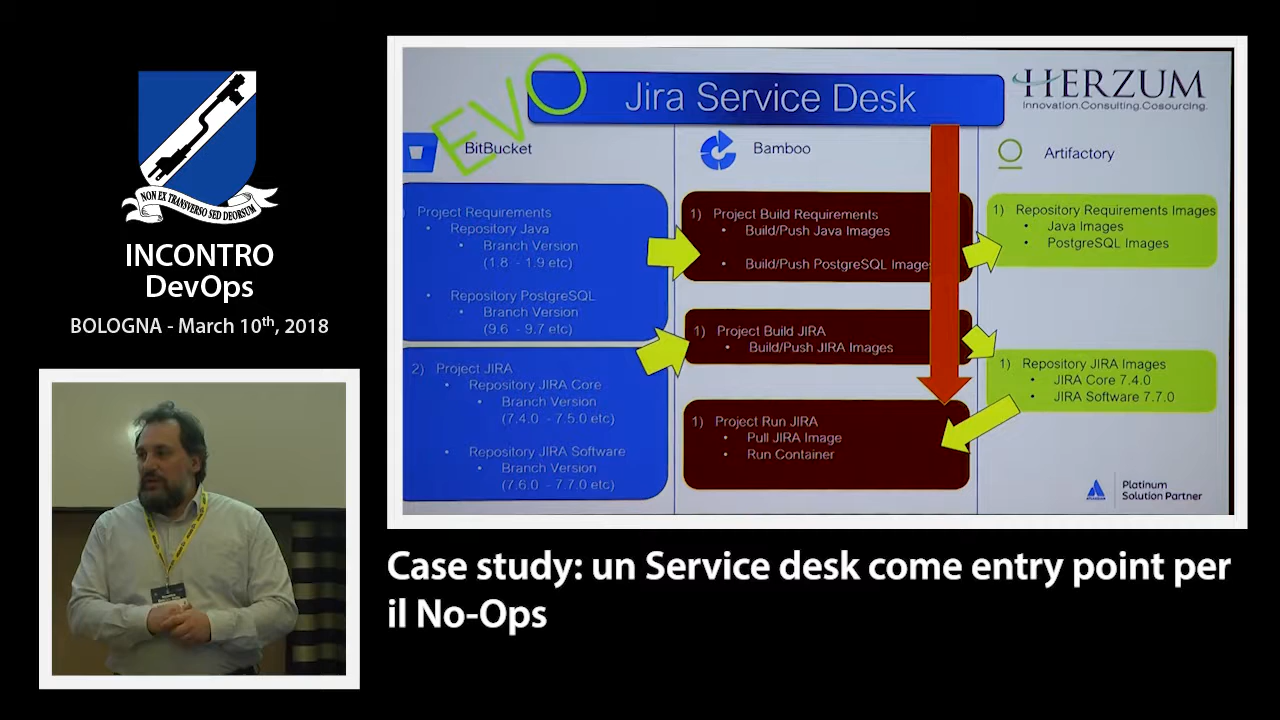 NON EX TRANSVERSO SED DEORSUM
INCONTRO
DevOps
BOLOGNA - March 10th, 2018
EVO
Jira Service Desk
HERZUM
Innovation.Consulting.Cosourcing.
BitBucket
Project Requirements
• Repository Java
• Branch Version
(1.8 - 1.9 etc)
• Repository PostgreSQL
• Branch Version
(9.6 - 9.7 etc)
2) Project JIRA
• Repository JIRA Core
• Branch Version
(7.4.0 - 7.5.0 etc)
• Repository JIRA Software
• Branch Version
(7.6.0 - 7.7.0 etc)
Bamboo
1) Project Build Requirements
• Build/Push Java Images
• Build/Push PostgreSQL Images
1) Project Build JIRA
• Build/Push JIRA Images
1) Project Run JIRA
• Pull JIRA Image
• Run Container
Artifactory
1) Repository Requirements Images
• Java Images
• PostgreSQL Images
1) Repository JIRA Images
• JIRA Core 7.4.0
• JIRA Software 7.7.0
Platinum
Solution Partner
Case study: un Service desk come entry point per
il No-Ops